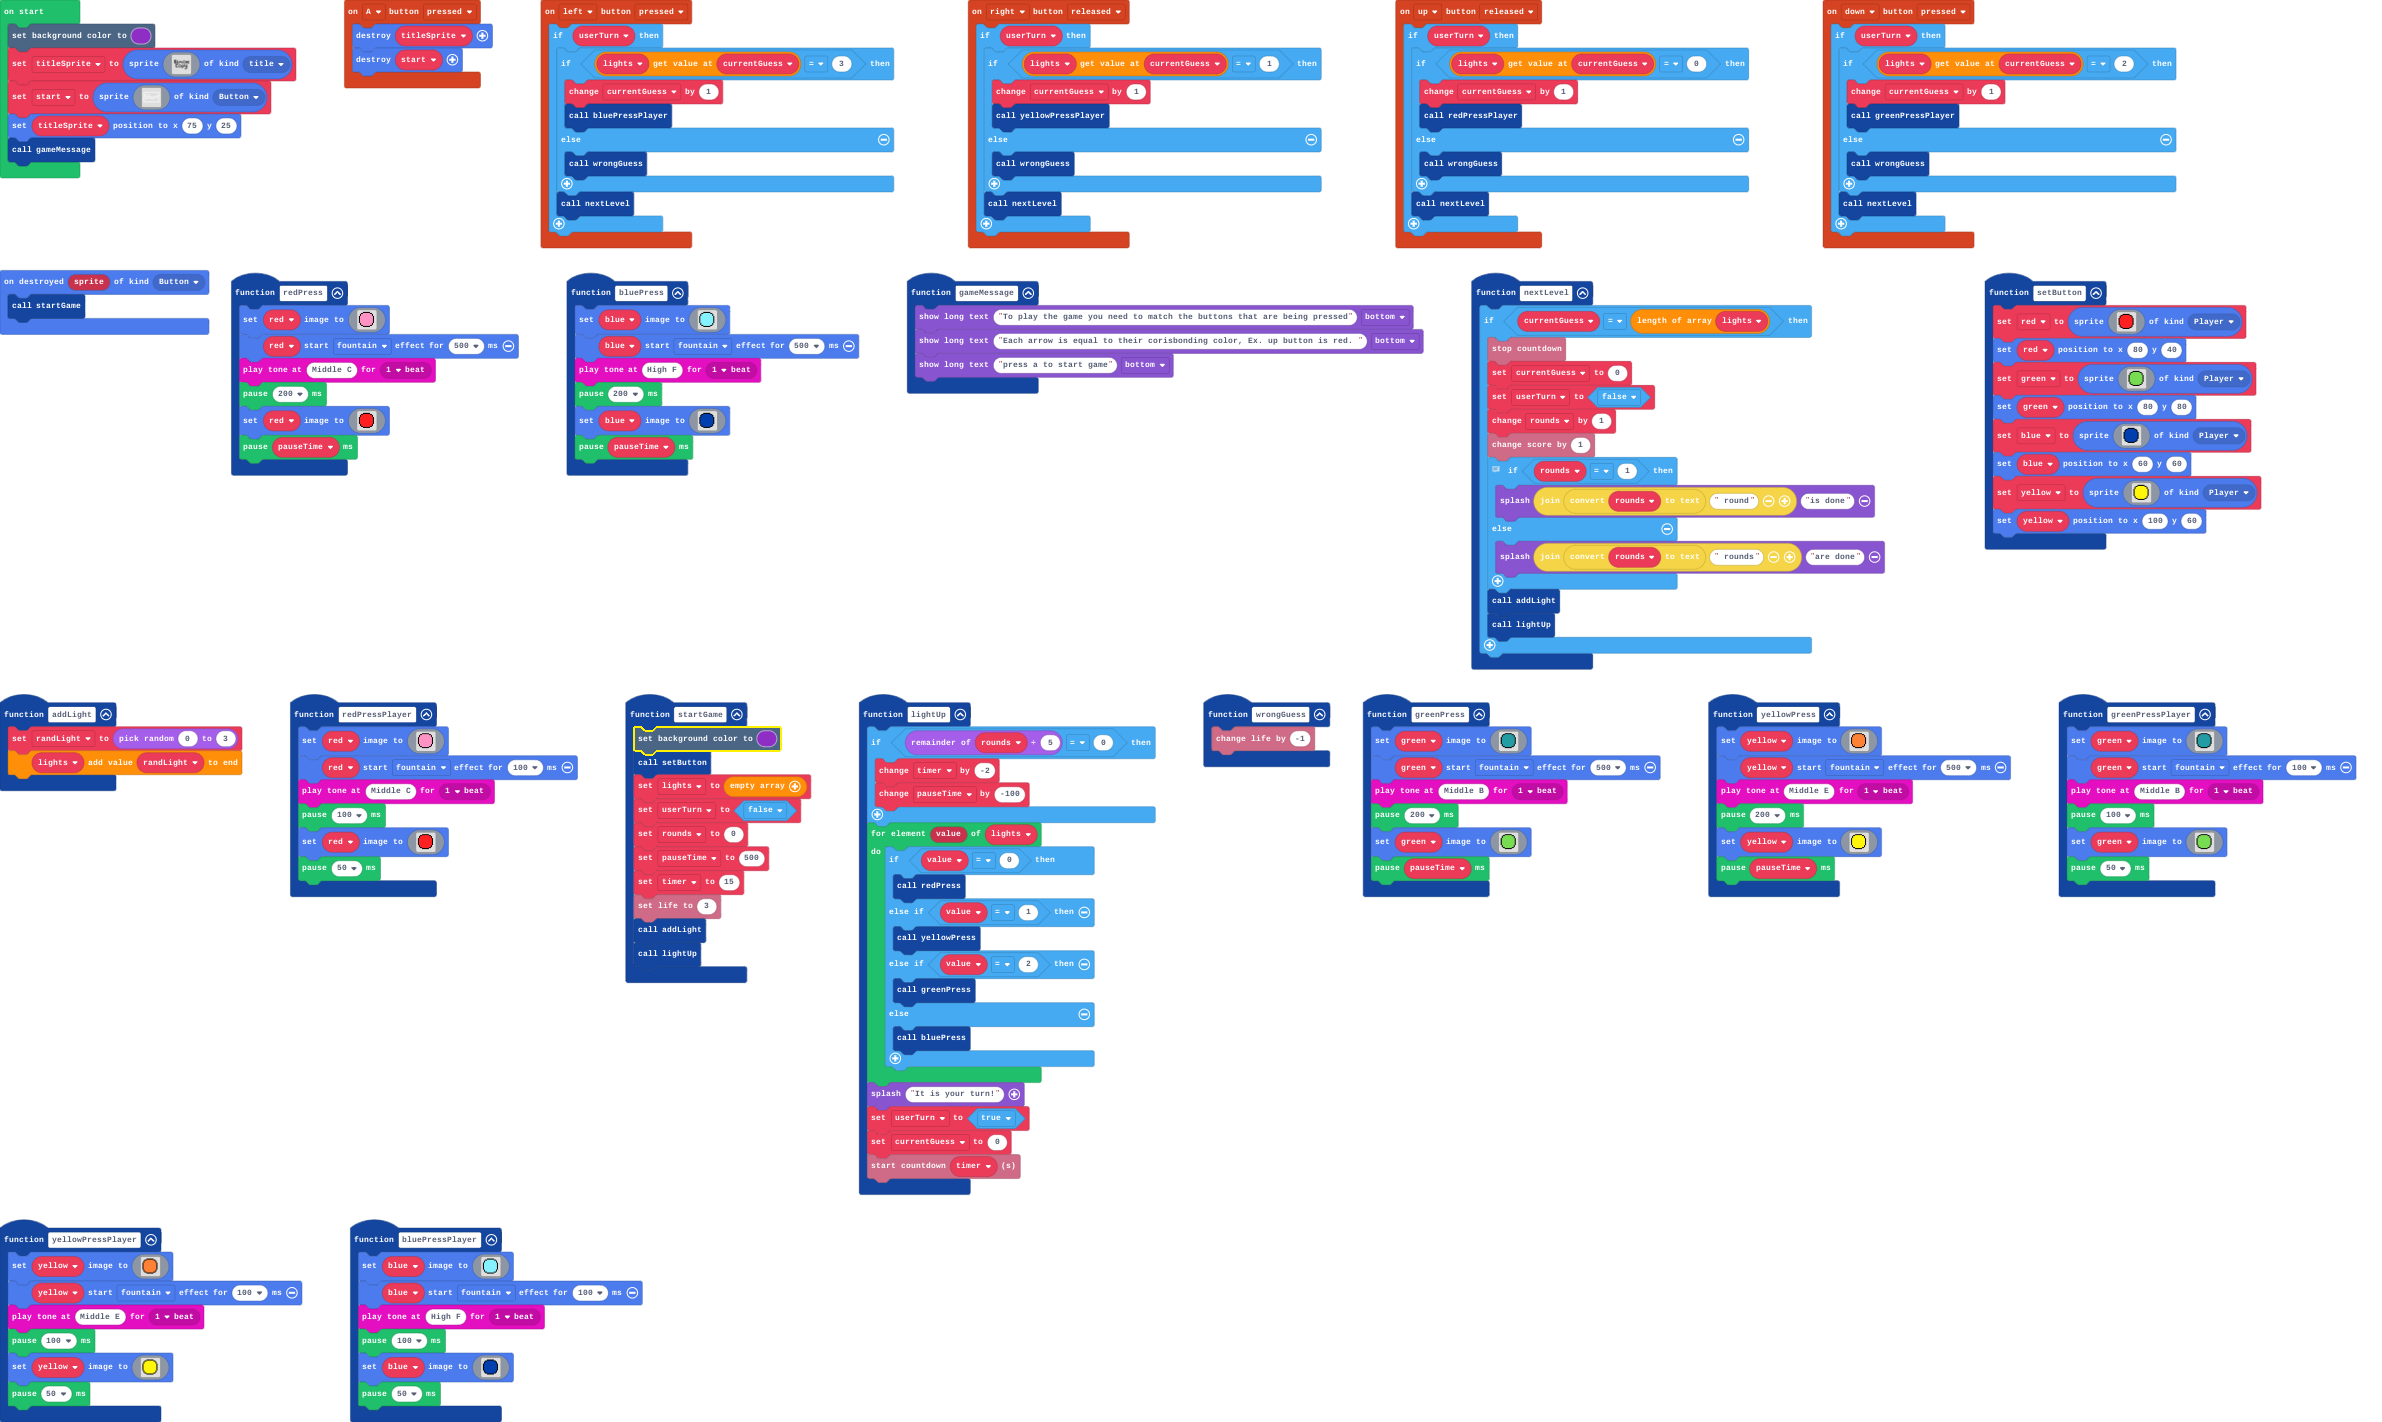 on start
set background color to
set titleSprite to sprite of kind title
set start to sprite of kind Button
set titleSprite position to x 75 y 25
call gameMessage
on A button pressed
destroy titleSprite
destroy start
on left button pressed
if userTurn then
if lights get value at currentGuess = 3 then
change currentGuess by 1
call bluePressPlayer
else
call wrongGuess
call nextLevel
on right button released
if userTurn then
if lights get value at currentGuess = 1 then
change currentGuess by 1
call yellowPressPlayer
else
call wrongGuess
call nextLevel
on up button released
if userTurn then
if lights get value at currentGuess = 0 then
change currentGuess by 1
call redPressPlayer
else
call wrongGuess
call nextLevel
on down button pressed
if userTurn then
if lights get value at currentGuess = 2 then
change currentGuess by 1
call greenPressPlayer
else
call wrongGuess
call nextLevel
on destroyed sprite of kind Button
call startGame
function redPress
set red image to
red start fountain effect for 500 ms
play tone at Middle C for 1 beat
pause 200 ms
set red image to
pause pauseTime ms
function bluePress
set blue image to
blue start fountain effect for 500 ms
play tone at High F for 1 beat
pause 200 ms
set blue image to
pause pauseTime ms
function gameMessage
show long text "To play the game you need to match the buttons that are being pressed" bottom
show long text "Each arrow is equal to their corisbonding color, Ex. up button is red. " bottom
show long text "press a to start game" bottom
function nextLevel
if currentGuess = length of array lights then
stop countdown
set currentGuess to 0
set userTurn to false
change rounds by 1
change score by 1
if rounds = 1 then
splash join convert rounds to text " round" "is done"
else
splash join convert rounds to text " rounds" "are done"
call addLight
call lightUp
function setButton
set red to sprite of kind Player
set red position to x 80 y 40
set green to sprite of kind Player
set green position to x 80 y 80
set blue to sprite of kind Player
set blue position to x 60 y 60
set yellow to sprite of kind Player
set yellow position to x 100 y 60
function addLight
set randLight to pick random 0 to 3
lights add value randLight to end
function redPressPlayer
set red image to
red start fountain effect for 100 ms
play tone at Middle C for 1 beat
pause 100 ms
set red image to
pause 50 ms
function startGame
set background color to
call setButton
set lights to empty array
set userTurn to false
set rounds to 0
set pauseTime to 500
set timer to 15
set life to 3
call addLight
call lightUp
function lightUp
if remainder of rounds ÷ 5 = 0 then
change timer by -2
change pauseTime by -100
for element value of lights
do
if value = 0 then
call redPress
else if value = 1 then
call yellowPress
else if value = 2 then
call greenPress
else
call bluePress
splash "It is your turn!"
set userTurn to true
set currentGuess to 0
start countdown timer (s)
function wrongGuess
change life by -1
function greenPress
set green image to
green start fountain effect for 500 ms
play tone at Middle B for 1 beat
pause 200 ms
set green image to
pause pauseTime ms
function yellowPress
set yellow image to
yellow start fountain effect for 500 ms
play tone at Middle E for 1 beat
pause 200 ms
set yellow image to
pause pauseTime ms
function greenPressPlayer
set green image to
green start fountain effect for 100 ms
play tone at Middle B for 1 beat
pause 100 ms
set green image to
pause 50 ms
function yellowPressPlayer
set yellow image to
yellow start fountain effect for 100 ms
play tone at Middle E for 1 beat
pause 100 ms
set yellow image to
pause 50 ms
function bluePressPlayer
set blue image to
blue start fountain effect for 100 ms
play tone at High F for 1 beat
pause 100 ms
set blue image to
pause 50 ms